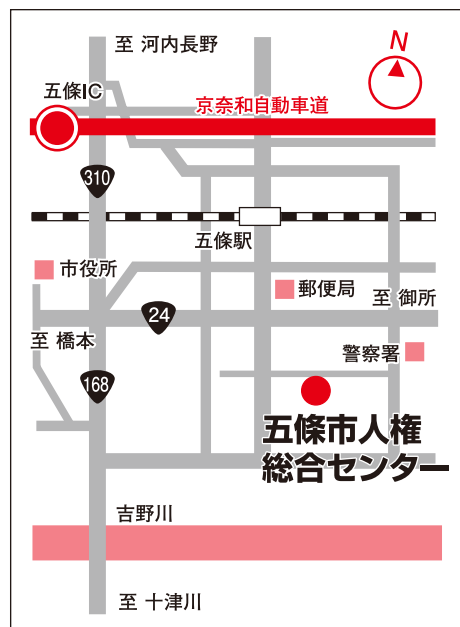 至 河内長野
N
五條IC
京奈和自動車道
310
五條駅
市役所
郵便局
至 御所
24
至 橋本
警察署
168
五條市人権
総合センター
吉野川
至 十津川